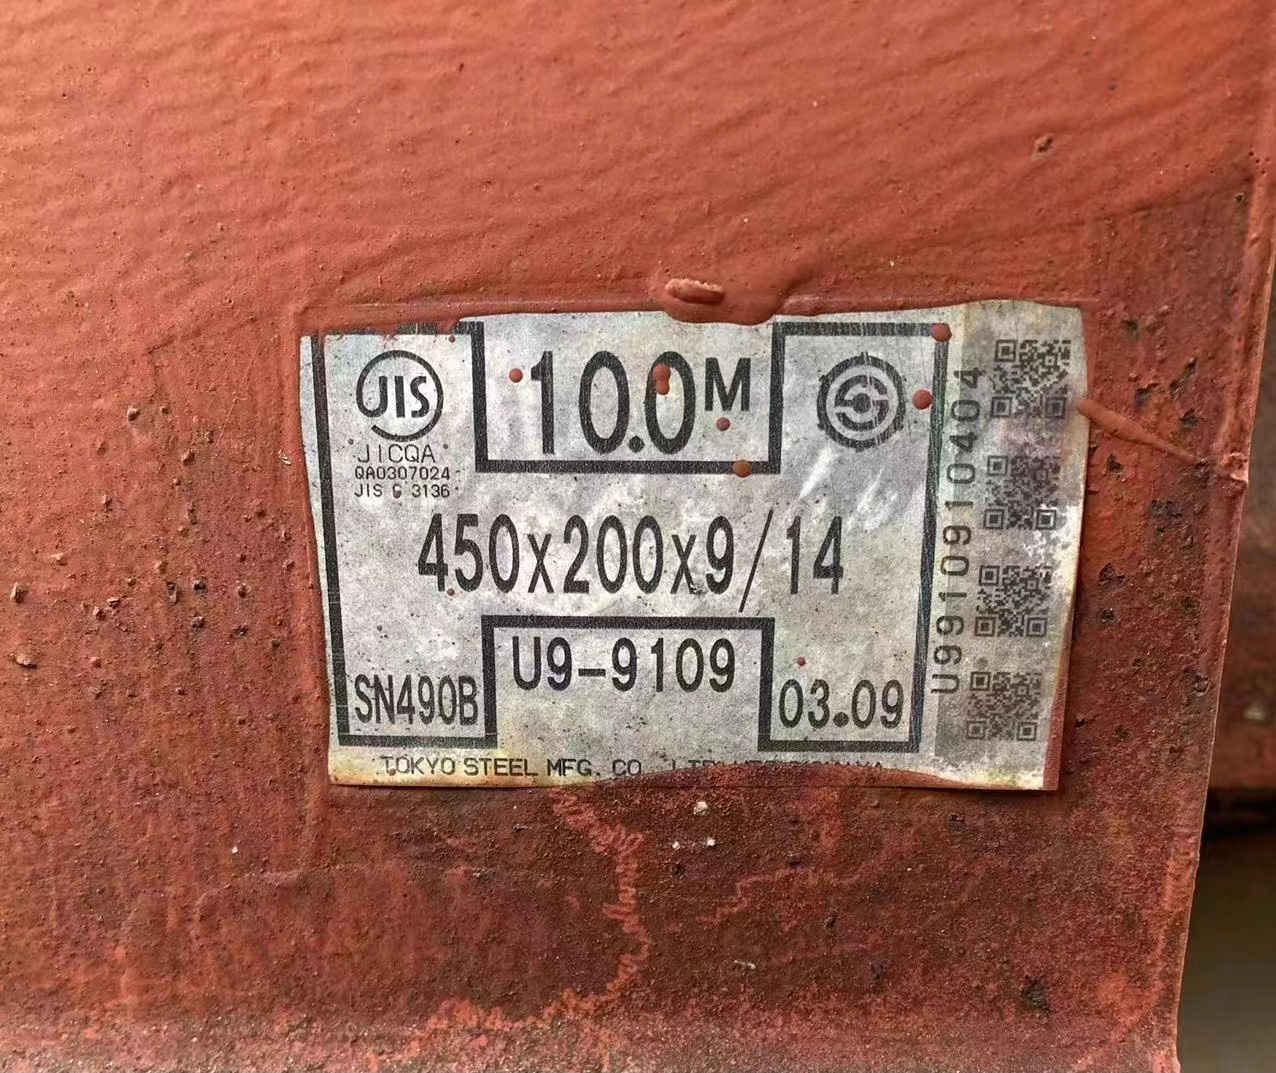 JIS
10.0M
JICQA
QA0307024
JIS G 3136
450x200x9/14
U9-9109
SN490B
03.09
TOKYO STEEL MFG. CO.
U9910910404